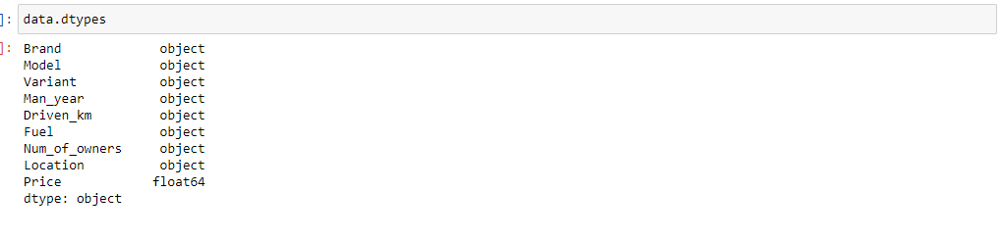 ]: data.dtypes
]: Brand object
Model object
Variant object
Man_year object
Driven_km object
Fuel object
Num_of_owners object
Location object
Price float64
dtype: object